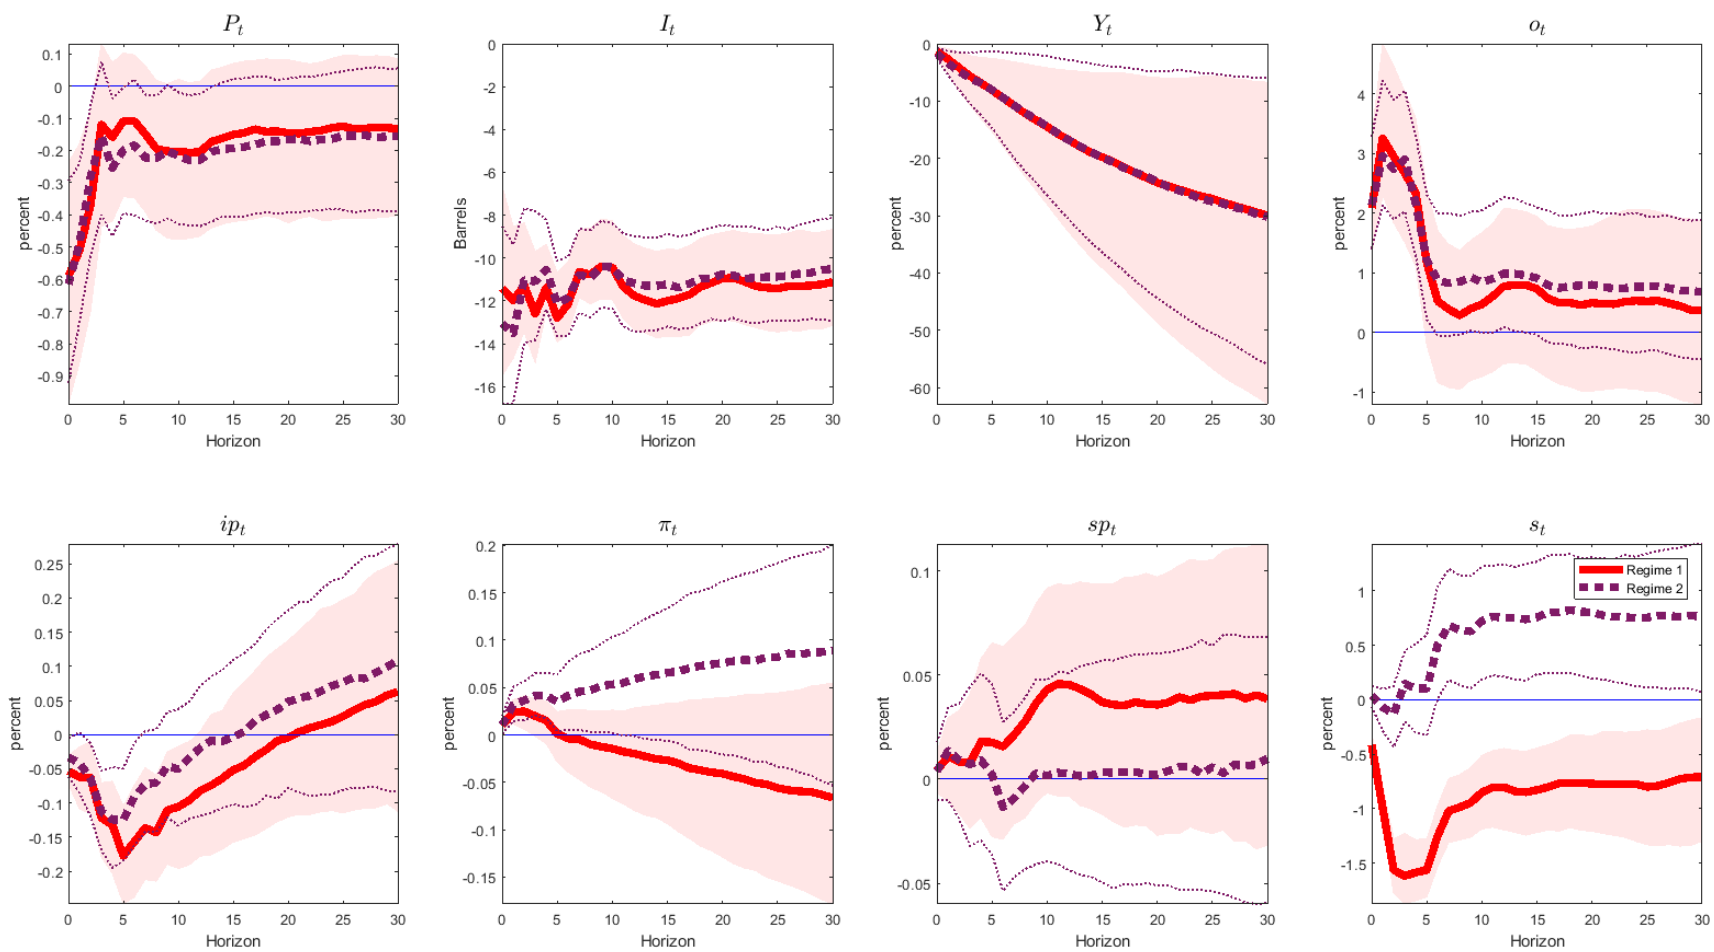 P_t
0.1
0
-0.1
-0.2
-0.3
-0.4
-0.5
-0.6
-0.7
-0.8
-0.9
percent
0 5 10 15 20 25 30
Horizon
I_t
0
-2
-4
-6
-8
-10
-12
-14
-16
Barrels
0 5 10 15 20 25 30
Horizon
Y_t
0
-10
-20
-30
-40
-50
-60
percent
0 5 10 15 20 25 30
Horizon
o_t
4
3
2
1
0
-1
percent
0 5 10 15 20 25 30
Horizon
ip_t
0.25
0.2
0.15
0.1
0.05
0
-0.05
-0.1
-0.15
-0.2
percent
0 5 10 15 20 25 30
Horizon
π_t
0.2
0.15
0.1
0.05
0
-0.05
-0.1
-0.15
percent
0 5 10 15 20 25 30
Horizon
sp_t
0.1
0.05
0
-0.05
percent
0 5 10 15 20 25 30
Horizon
s_t
Regime 1
Regime 2
1
0.5
0
-0.5
-1
-1.5
percent
0 5 10 15 20 25 30
Horizon